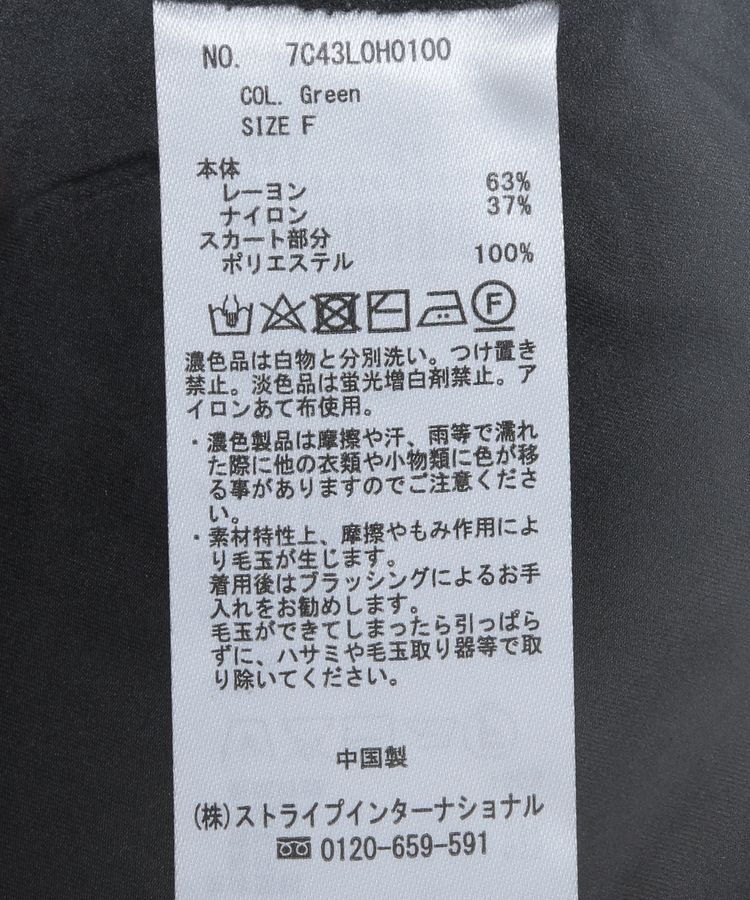 NO. 7C43L0H0100
COL. Green
SIZE F
本体
レーヨン 63%
ナイロン 37%
スカート部分
ポリエステル 100%
F
濃色品は白物と分別洗い。つけ置き
禁止。淡色品は蛍光増白剤禁止。ア
イロンあて布使用。
・濃色製品は摩擦や汗、雨等で濡れ
た際に他の衣類や小物類に色が移
る事がありますのでご注意くださ
い。
・素材特性上、摩擦やもみ作用によ
り毛玉が生じます。
着用後はブラッシングによるお手
入れをお勧めします。
毛玉ができてしまったら引っぱら
ずに、ハサミや毛玉取り器等で取
り除いてください。
中国製
(株)ストライプインターナショナル
0120-659-591